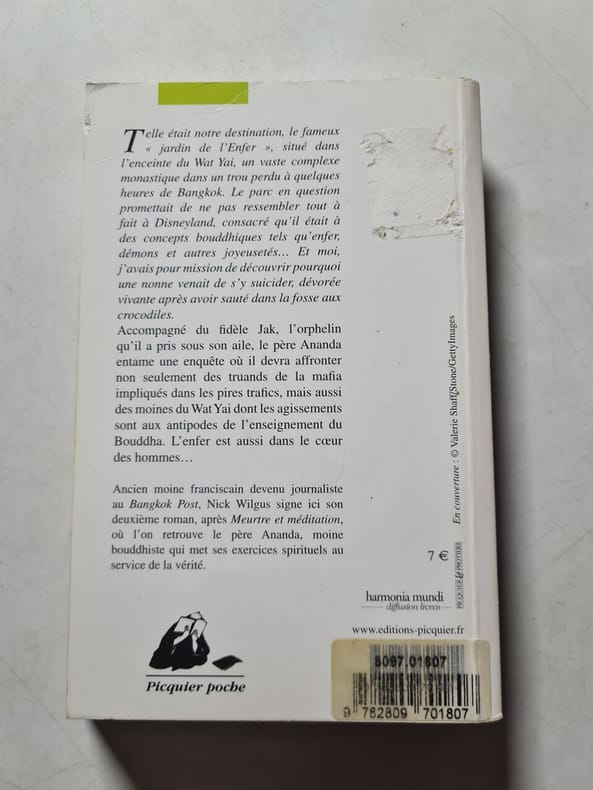 Telle était notre destination, le fameux
« jardin de l'Enfer », situé dans
l'enceinte du Wat Yai, un vaste complexe
monastique dans un trou perdu à quelques
heures de Bangkok. Le parc en question
promettait de ne pas ressembler tout à
fait à Disneyland, consacré qu'il était à
des concepts bouddhiques tels qu'enfer,
démons et autres joyeusetés… Et moi,
j'avais pour mission de découvrir pourquoi
une nonne venait de s'y suicider, dévorée
vivante après avoir sauté dans la fosse aux
crocodiles.
Accompagné du fidèle Jak, l'orphelin
qu'il a pris sous son aile, le père Ananda
entame une enquête où il devra affronter
non seulement des truands de la mafia
impliqués dans les pires trafics, mais aussi
des moines du Wat Yai dont les agissements
sont aux antipodes de l'enseignement du
Bouddha. L'enfer est aussi dans le cœur
des hommes…
Ancien moine franciscain devenu journaliste
au Bangkok Post, Nick Wilgus signe ici son
deuxième roman, après Meurtre et méditation,
où l'on retrouve le père Ananda, moine
bouddhiste qui met ses exercices spirituels au
service de la vérité.
Picquier poche
En couverture : © Valerie Shaff/Stone/GettyImages
PICQUIER & PROTIÈRE
7 €
harmonia mundi
diffusion livres
www.editions-picquier.fr
8097.01807
9 782809 701807